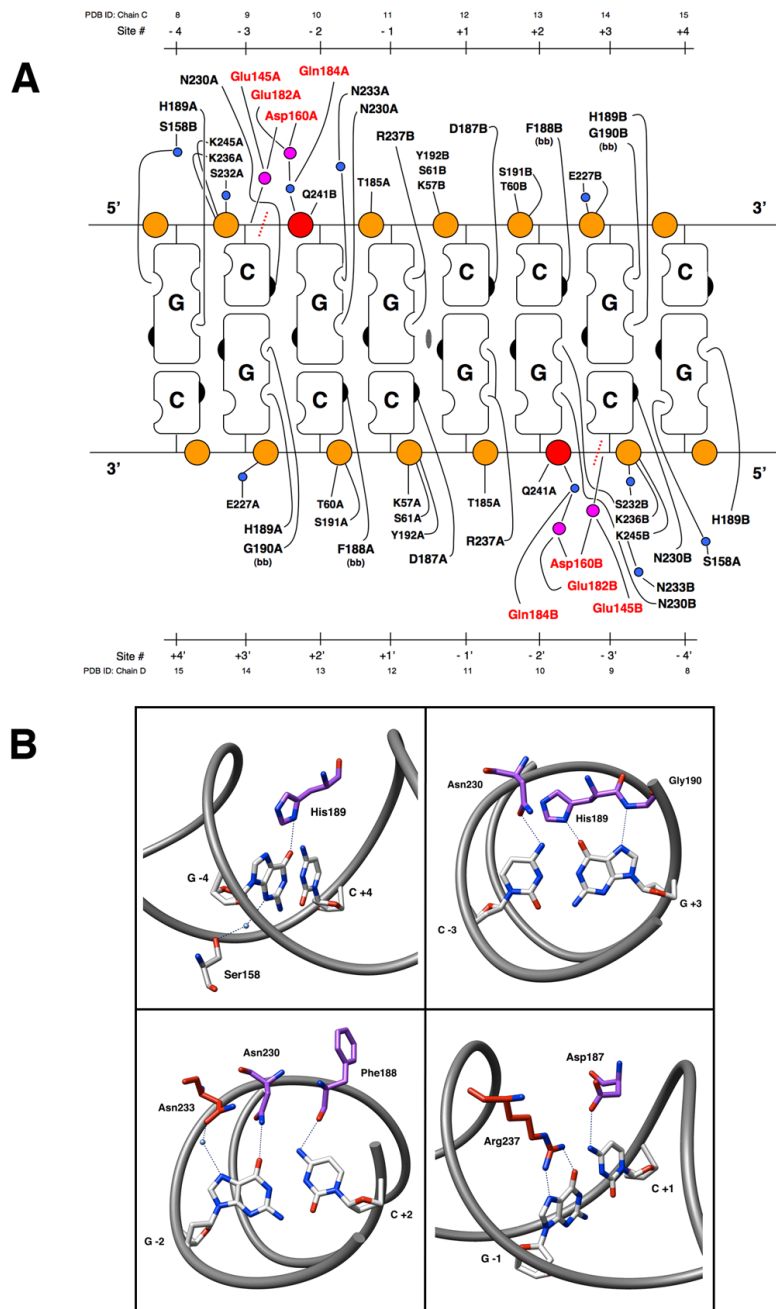 PDB ID: Chain C 8 9 10 11 12 13 14 15
Site # - 4 - 3 - 2 - 1 +1 +2 +3 +4
A
Gln184A
Glu145A
N230A
Glu182A
N233A
H189A
N230A
Asp160A
S158B
R237B
D187B
F188B
(bb)
H189B
G190B
(bb)
K245A
K236A
S232A
Y192B
S61B
K57B
S191B
T60B
E227B
T185A
Q241B
5’ 3’
C C C C
G G G G
G G G G
C C C C
3’ 5’
E227A
T60A
S191A
K57A
S61A
Y192A
T185A
Q241A
S232B
K236B
K245B
H189A
G190A
(bb)
F188A
(bb)
D187A
R237A
H189B
N230B
S158A
Asp160B
Glu182B
N233B
N230B
Gln184B
Glu145B
Site # +4' +3' +2' +1' - 1' - 2' - 3' - 4'
PDB ID: Chain D 15 14 13 12 11 10 9 8
B
His189
G -4
C +4
Ser158
Asn230
Gly190
His189
C -3
G +3
Asn230
Phe188
Asn233
G -2
C +2
Asp187
Arg237
C +1
G -1